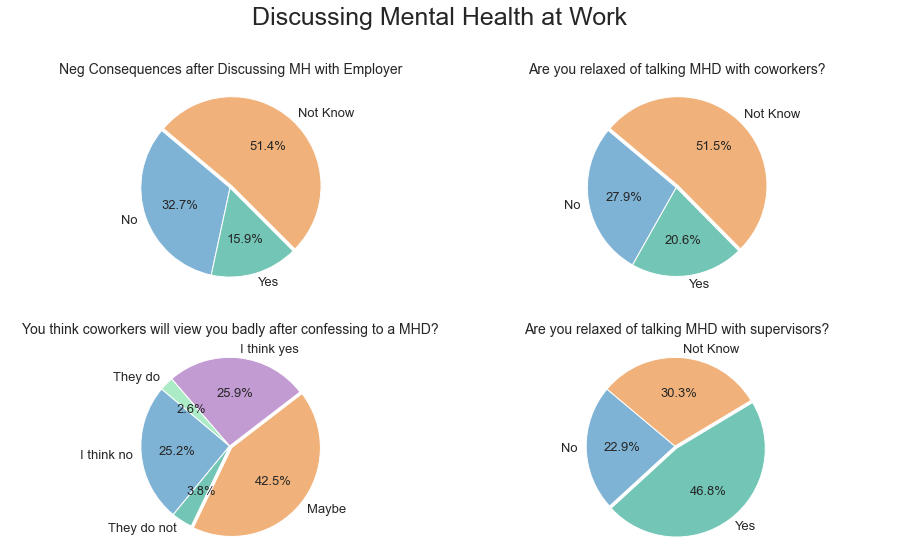 Discussing Mental Health at Work
Neg Consequences after Discussing MH with Employer
Not Know
51.4%
No
32.7%
15.9%
Yes
Are you relaxed of talking MHD with coworkers?
Not Know
51.5%
No
27.9%
20.6%
Yes
You think coworkers will view you badly after confessing to a MHD?
I think yes
They do
25.9%
2.6%
I think no
25.2%
42.5%
3.8%
Maybe
They do not
Are you relaxed of talking MHD with supervisors?
Not Know
30.3%
No
22.9%
46.8%
Yes